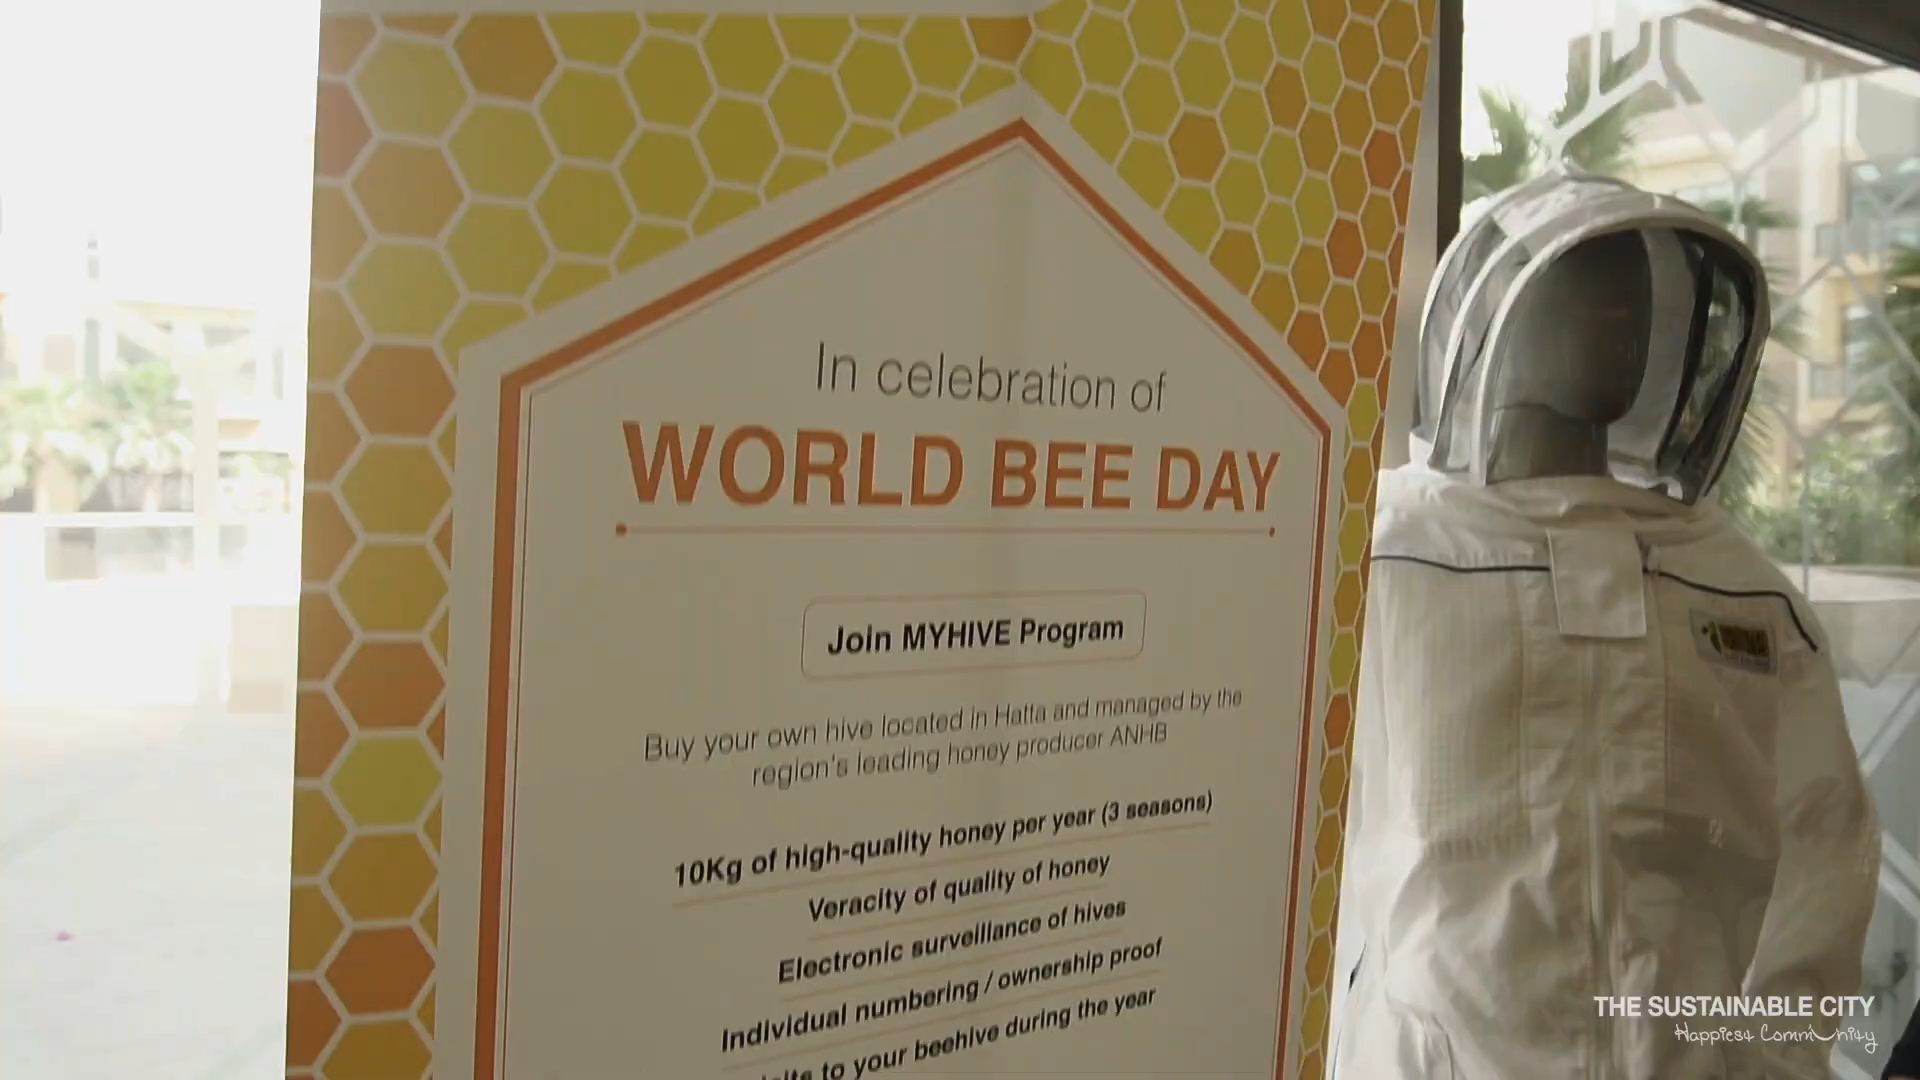 In celebration of
WORLD BEE DAY
Join MYHIVE Program
Buy your own hive located in Hatta and managed by the
region's leading honey producer ANHB
10Kg of high-quality honey per year (3 seasons)
Veracity of quality of honey
Electronic surveillance of hives
Individual numbering / ownership proof
to your beehive during the year
THE SUSTAINABLE CITY
Happiest Community